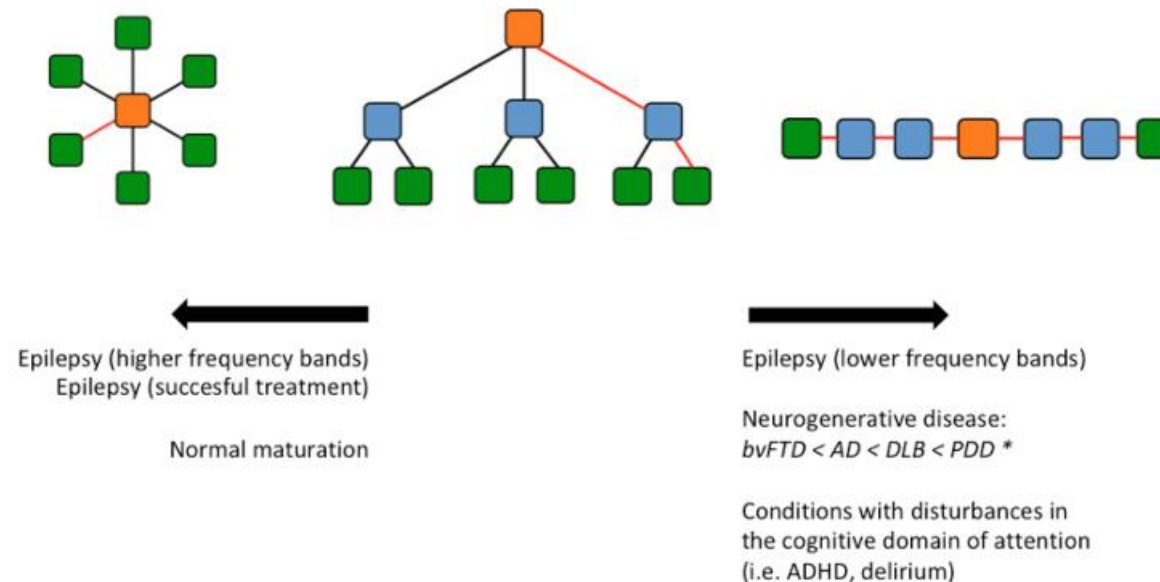 Epilepsy (higher frequency bands)
Epilepsy (succesful treatment)
Normal maturation
Epilepsy (lower frequency bands)
Neurogenerative disease:
bvFTD < AD < DLB < PDD *
Conditions with disturbances in
the cognitive domain of attention
(i.e. ADHD, delirium)